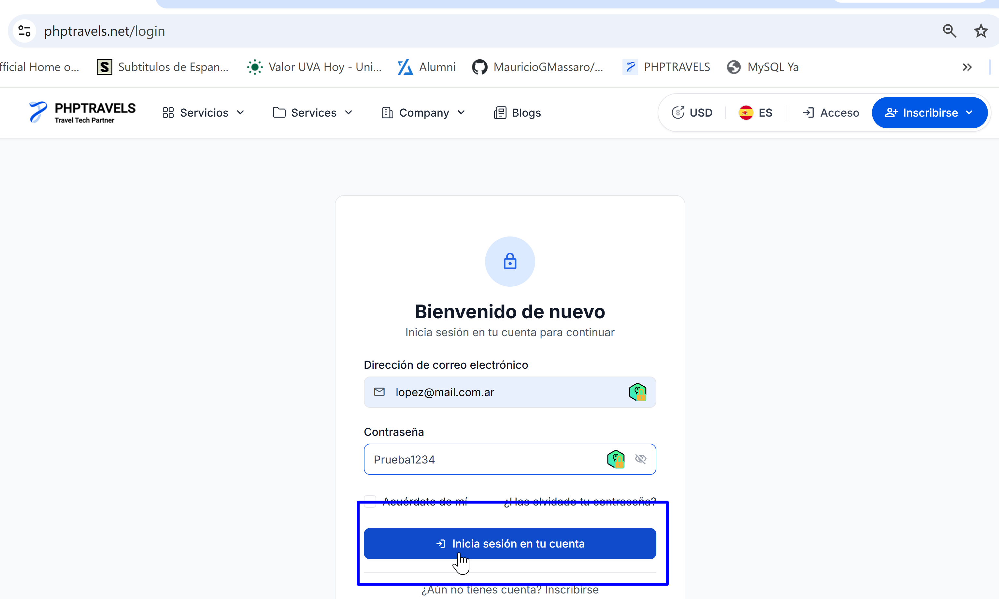 phptravels.net/login
fficial Home o...
Subtitulos de Espan...
Valor UVA Hoy - Uni...
Alumni
MauricioGMassaro/...
PHPTRAVELS
MySQL Ya
PHPTRAVELS
Travel Tech Partner
Servicios
Services
Company
Blogs
USD
ES
Acceso
Inscribirse
Bienvenido de nuevo
Inicia sesión en tu cuenta para continuar
Dirección de correo electrónico
lopez@mail.com.ar
Contraseña
Prueba1234
Acuérdate de mí
¿Has olvidado tu contraseña?
Inicia sesión en tu cuenta
¿Aún no tienes cuenta? Inscribirse